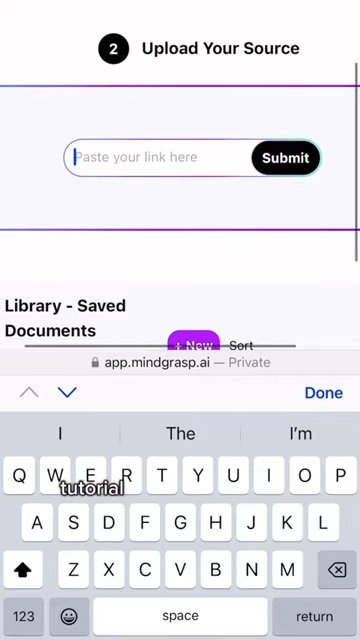 2 Upload Your Source
Paste your link here Submit
Library - Saved
Documents
+ New Sort
app.mindgrasp.ai — Private
Done
I The I'm
Q W E R T Y U I O P
tutorial
A S D F G H J K L
Z X C V B N M
123 space return